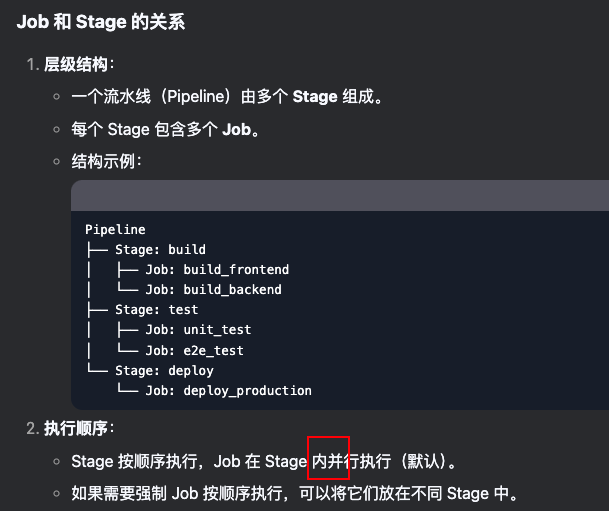 Job 和 Stage 的关系
1. 层级结构：
一个流水线（Pipeline）由多个 Stage 组成。
每个 Stage 包含多个 Job。
结构示例：
Pipeline
├── Stage: build
│   ├── Job: build_frontend
│   └── Job: build_backend
├── Stage: test
│   ├── Job: unit_test
│   └── Job: e2e_test
└── Stage: deploy
    └── Job: deploy_production
2. 执行顺序：
Stage 按顺序执行，Job 在 Stage 内并行执行（默认）。
如果需要强制 Job 按顺序执行，可以将它们放在不同 Stage 中。